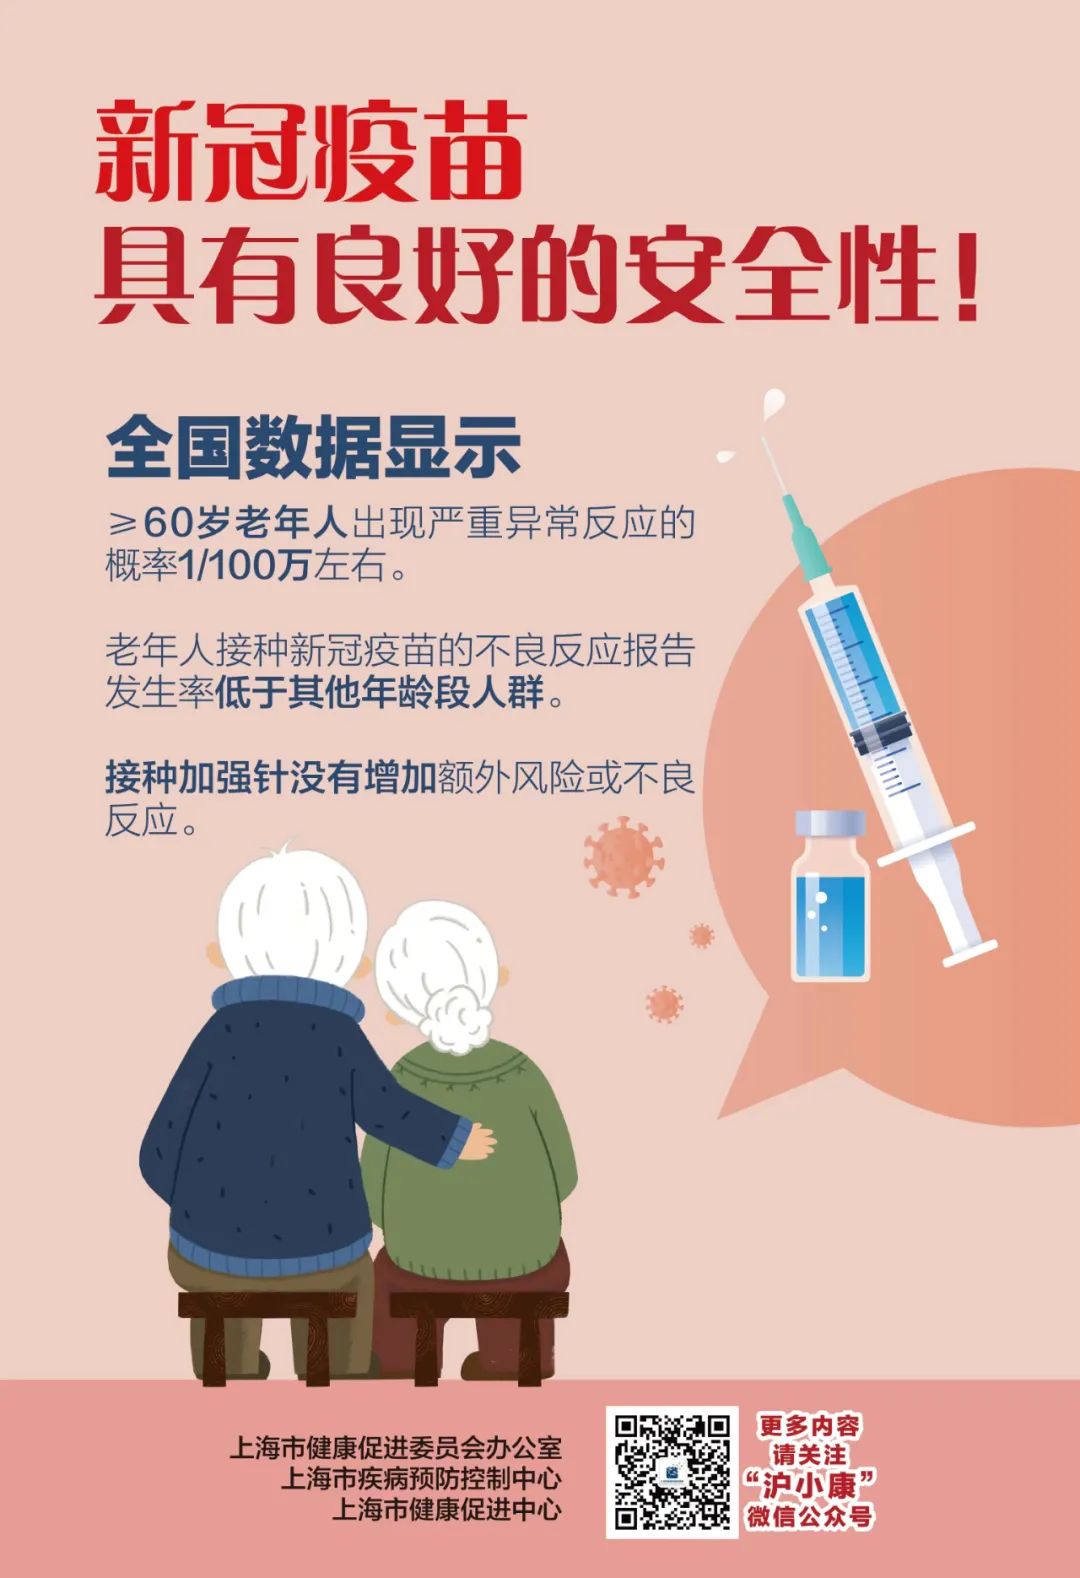 新冠疫苗
具有良好的安全性!
全国数据显示
≥60岁老年人出现严重异常反应的
概率1/100万左右。
老年人接种新冠疫苗的不良反应报告
发生率低于其他年龄段人群。
接种加强针没有增加额外风险或不良
反应。
上海市健康促进委员会办公室
上海市疾病预防控制中心
上海市健康促进中心
更多内容
请关注
“沪小康”
微信公众号